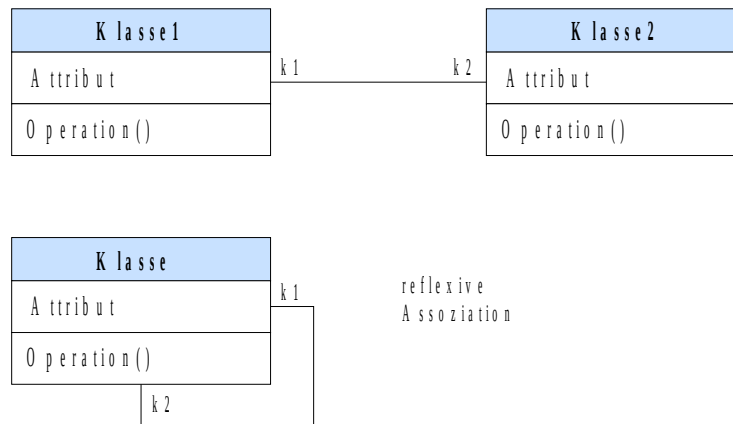 Klasse1
Attribut
Operation()
k1
k2
Klasse2
Attribut
Operation()
Klasse
Attribut
Operation()
k1
k2
reflexive
Assoziation